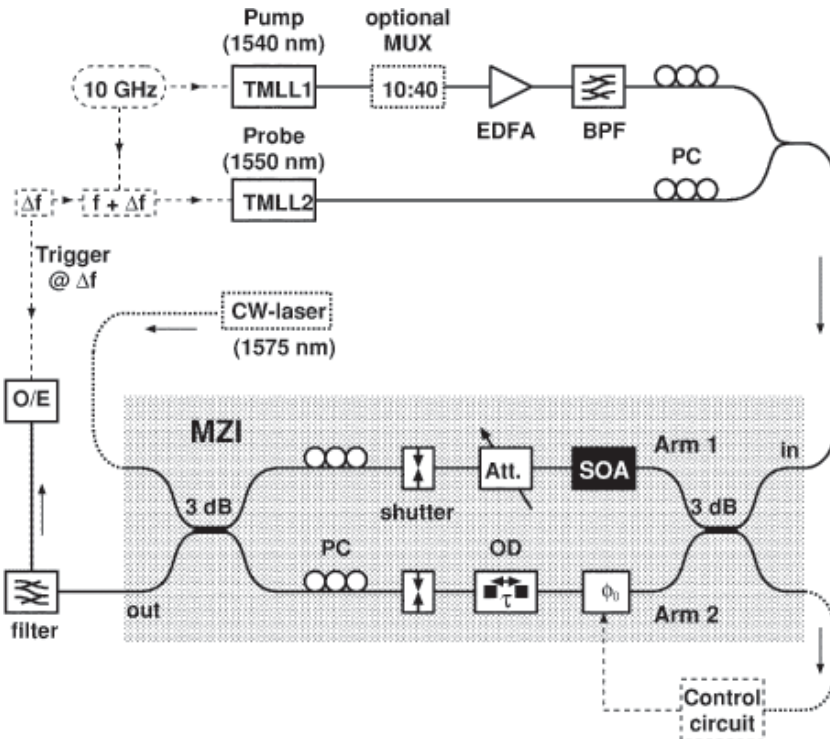 Pump
(1540 nm)
optional
MUX
10 GHz
TMLL1
10:40
EDFA
BPF
Probe
(1550 nm)
PC
Δf
f + Δf
TMLL2
Trigger
@ Δf
CW-laser
(1575 nm)
O/E
MZI
Arm 1
in
Att.
SOA
3 dB
shutter
3 dB
PC
OD
τ
ϕ0
out
Arm 2
filter
Control
circuit